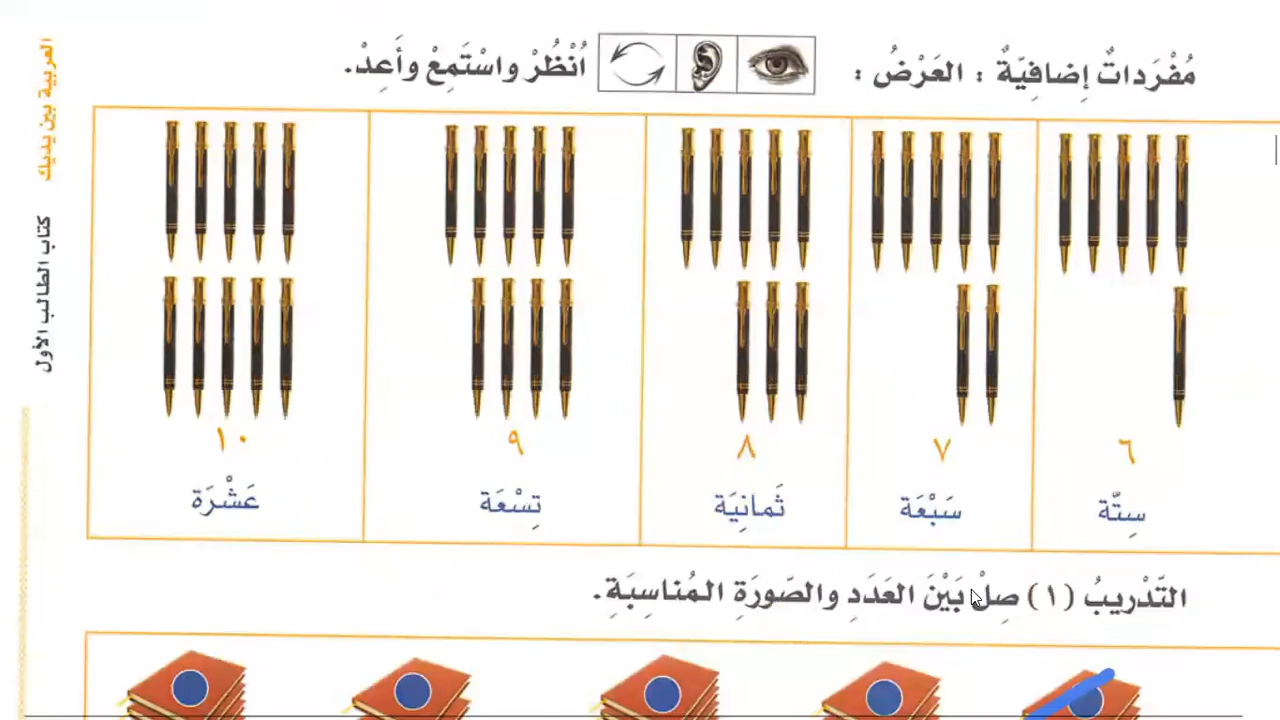 مُفْرَداتٌ إِضافِيّةٌ : العَرْضُ : اُنْظُرْ واسْتَمِعْ وأَعِدْ.
٦ ٧ ٨ ٩ ١٠
سِتّة سَبْعَة ثَمانِيَة تِسْعَة عَشْرَة
التّدْرِيبُ (١) صِلْ بَيْنَ العَدَدِ والصّورَةِ المُناسِبَةِ.
العربية بين يديك كتاب الطالب الأول